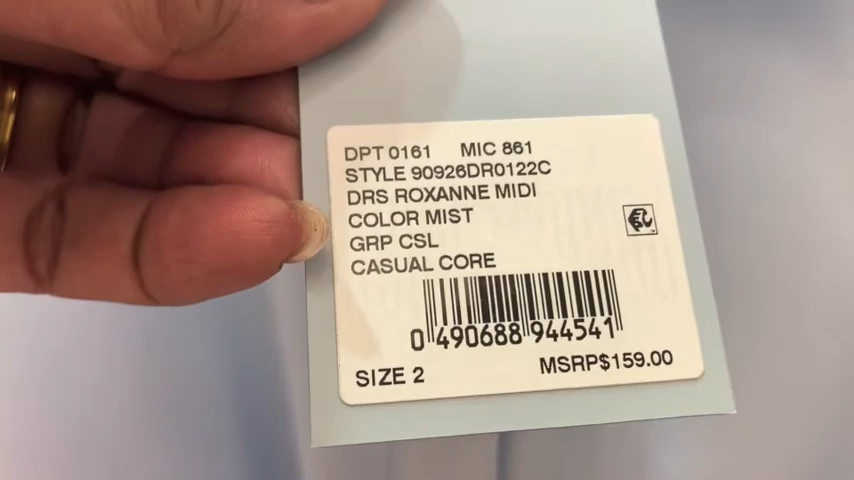 DPT 0161 MIC 861
STYLE 90926DR0122C
DRS ROXANNE MIDI
COLOR MIST
GRP CSL
CASUAL CORE
0 490688 944541
SIZE 2 MSRP$159.00